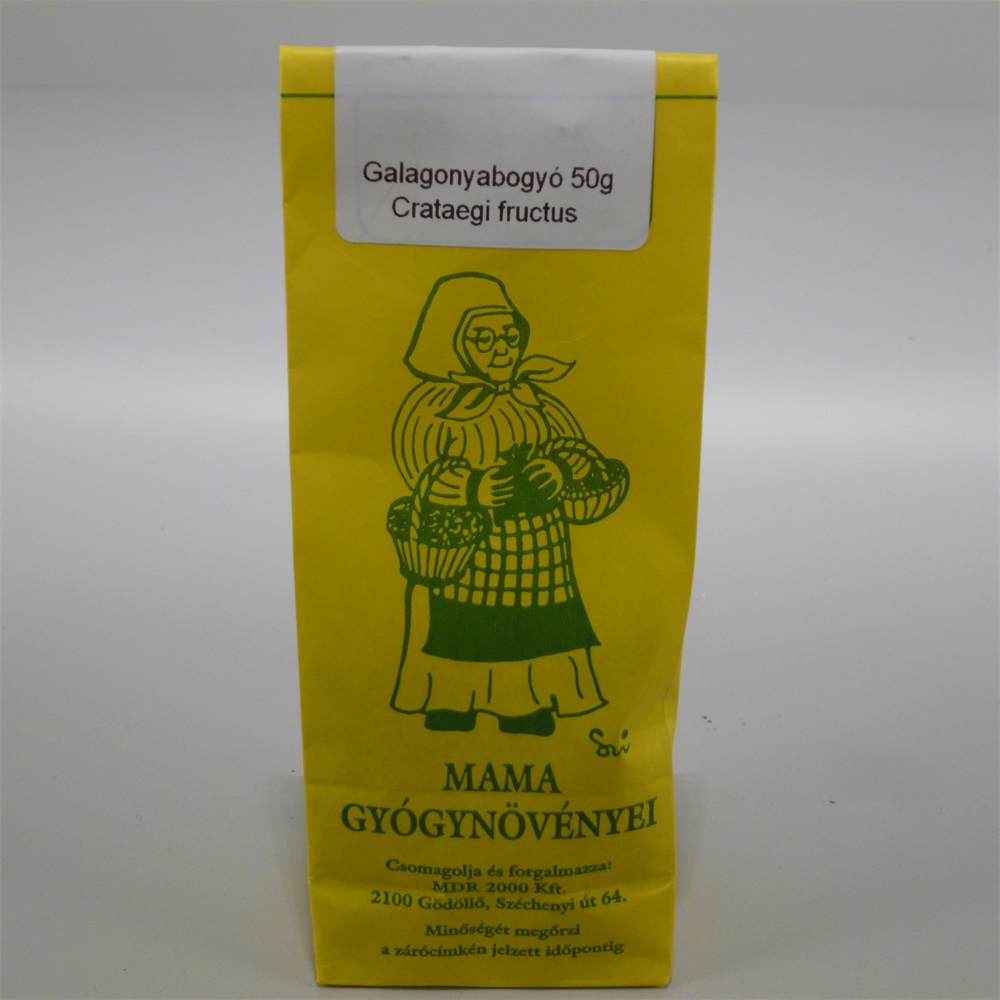 Galagonyabogyó 50g
Crataegi fructus
Szi
MAMA
GYÓGYNÖVÉNYEI
Csomagolja és forgalmazza:
MDR 2000 Kft.
2100 Gödöllő, Széchenyi út 64.
Minőségét megőrzi
a zárócímkén jelzett időpontig